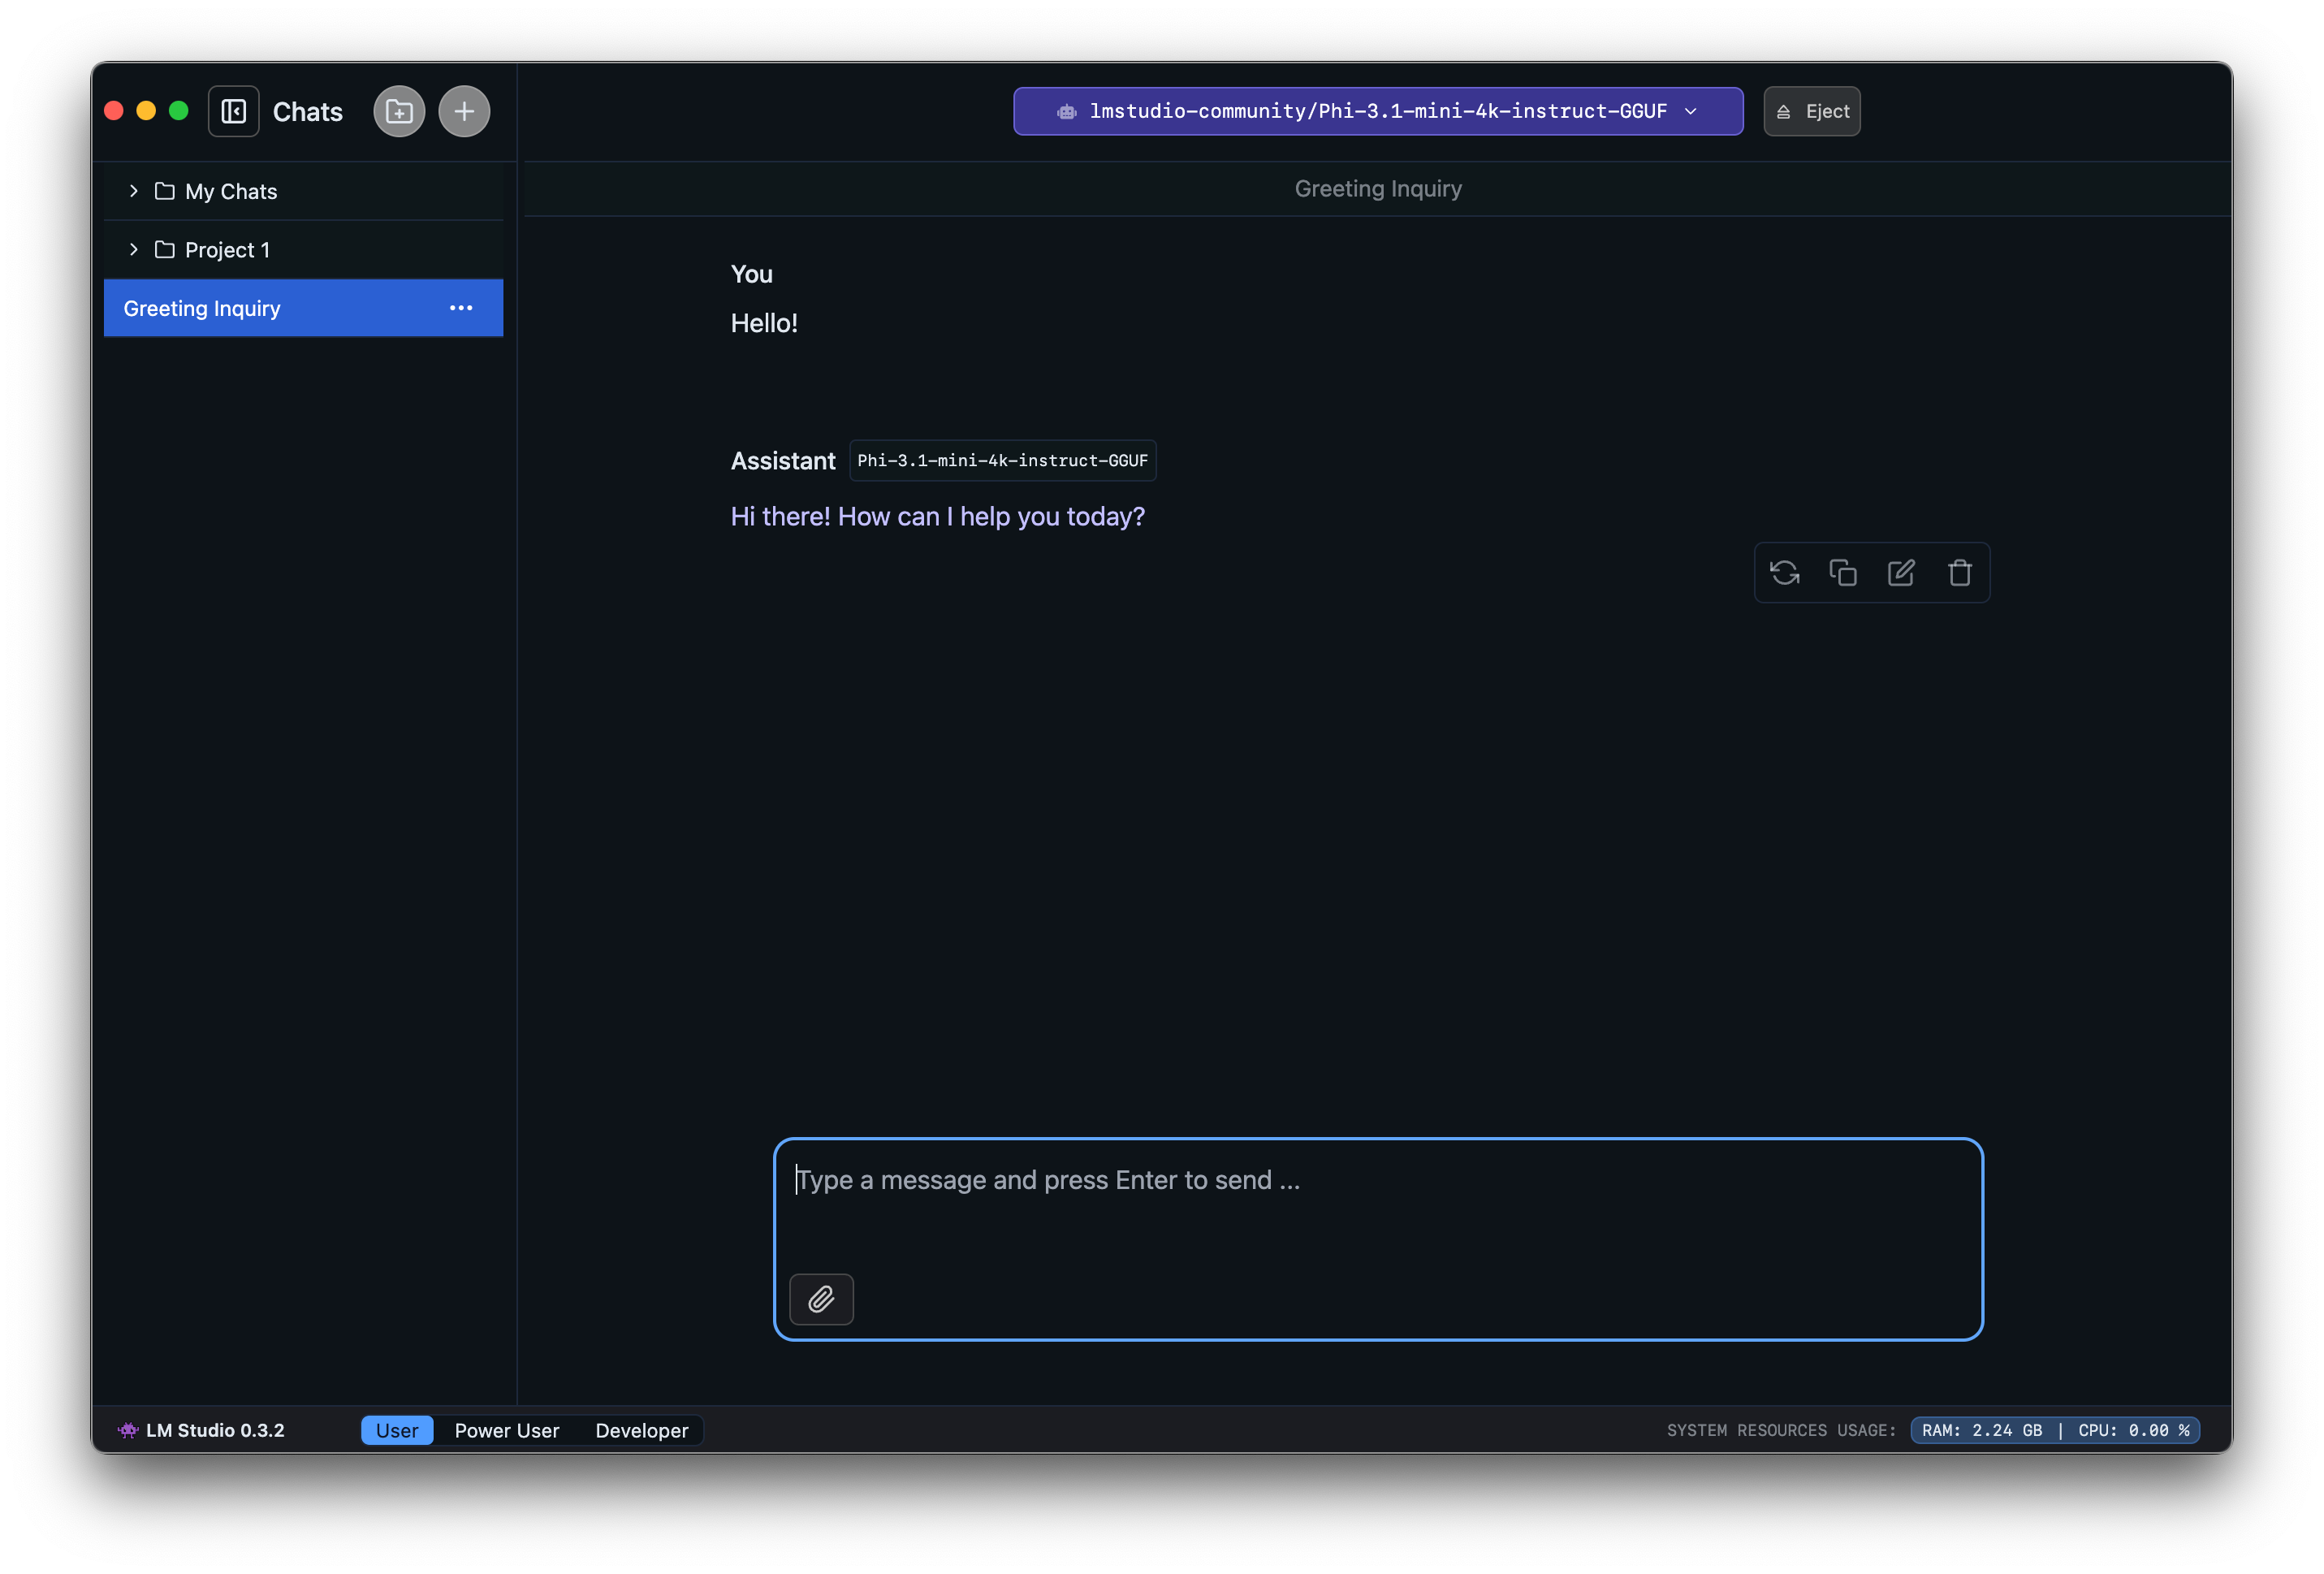 Chats
lmstudio-community/Phi-3.1-mini-4k-instruct-GGUF
Eject
My Chats
Project 1
Greeting Inquiry
Greeting Inquiry
You
Hello!
Assistant Phi-3.1-mini-4k-instruct-GGUF
Hi there! How can I help you today?
Type a message and press Enter to send ...
LM Studio 0.3.2
User Power User Developer
SYSTEM RESOURCES USAGE: RAM: 2.24 GB | CPU: 0.00 %